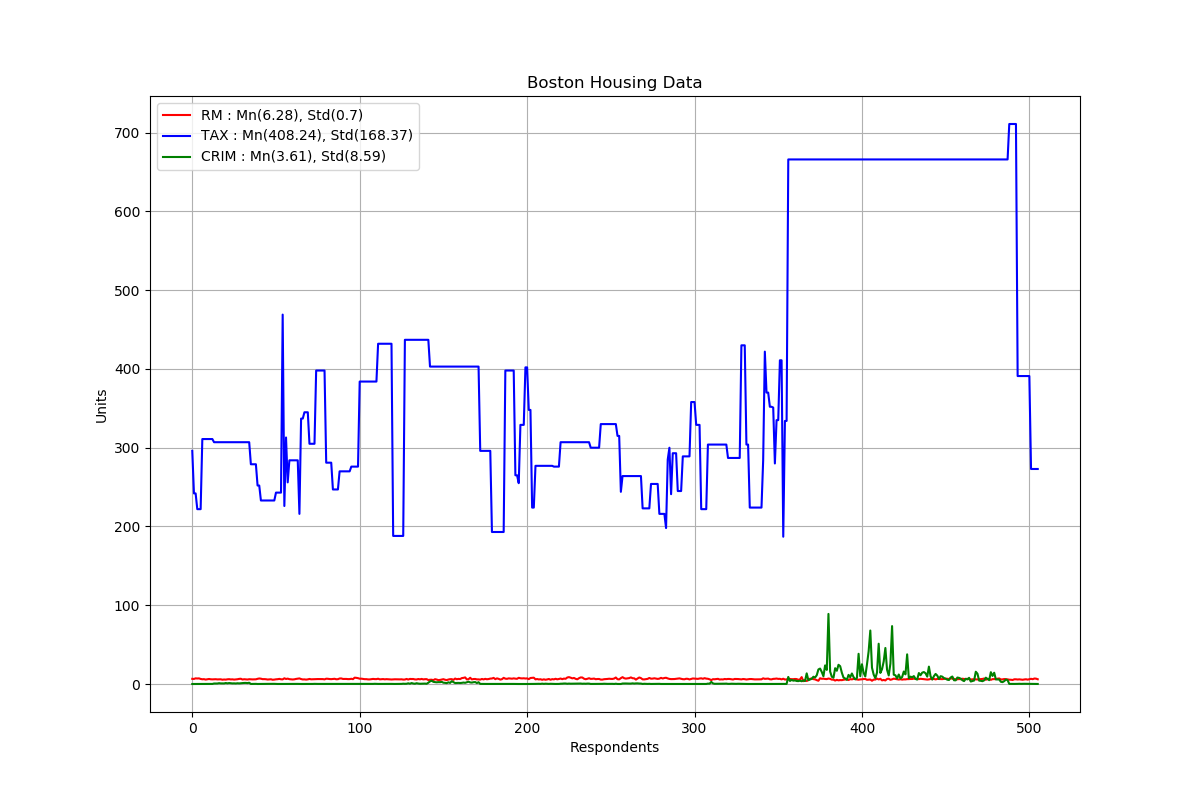 Boston Housing Data
RM : Mn(6.28), Std(0.7)
TAX : Mn(408.24), Std(168.37)
CRIM : Mn(3.61), Std(8.59)
700
600
500
400
300
200
100
0
Units
0 100 200 300 400 500
Respondents